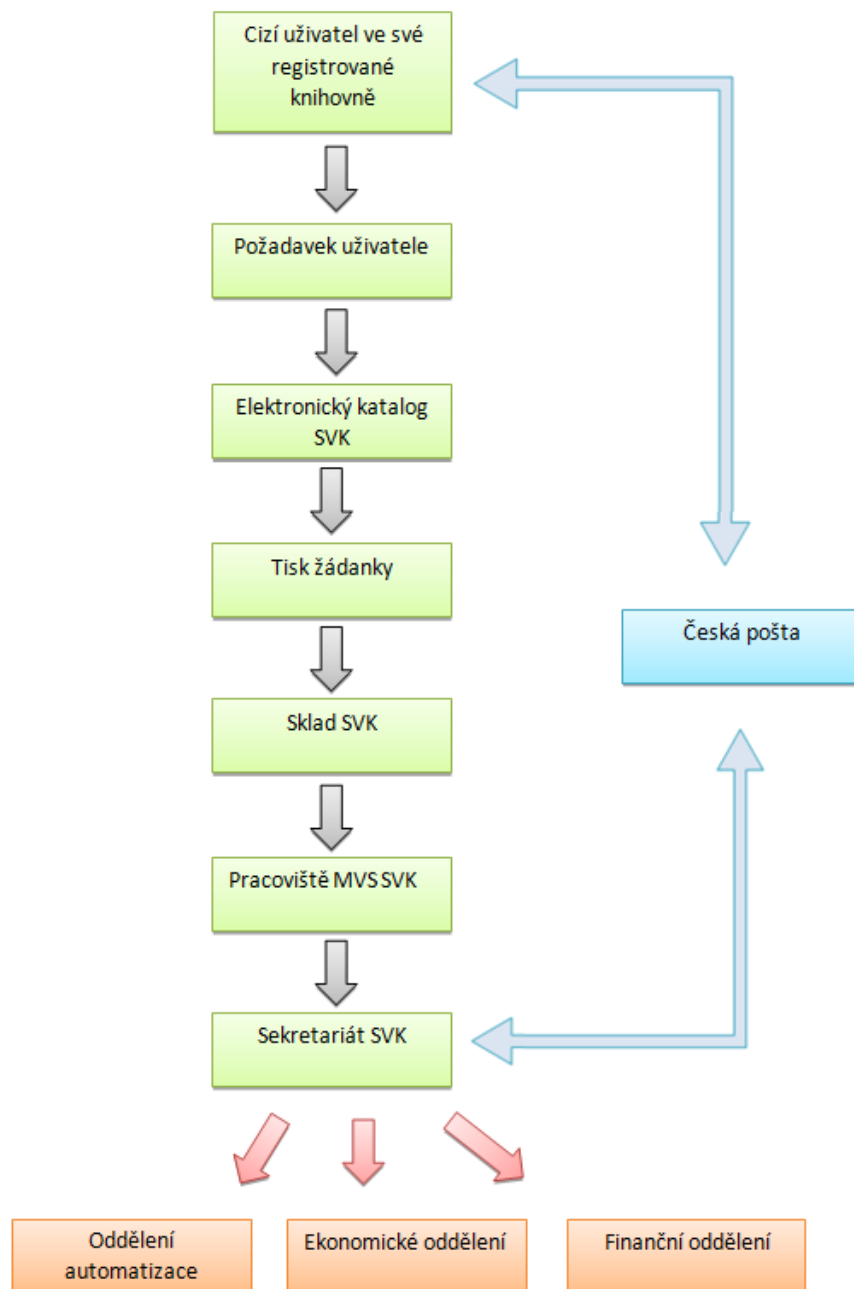 Cizí uživatel ve své
registrované
knihovně
Požadavek uživatele
Elektronický katalog
SVK
Tisk žádanky
Česká pošta
Sklad SVK
Pracoviště MVS SVK
Sekretariát SVK
Oddělení
automatizace
Ekonomické oddělení
Finanční oddělení